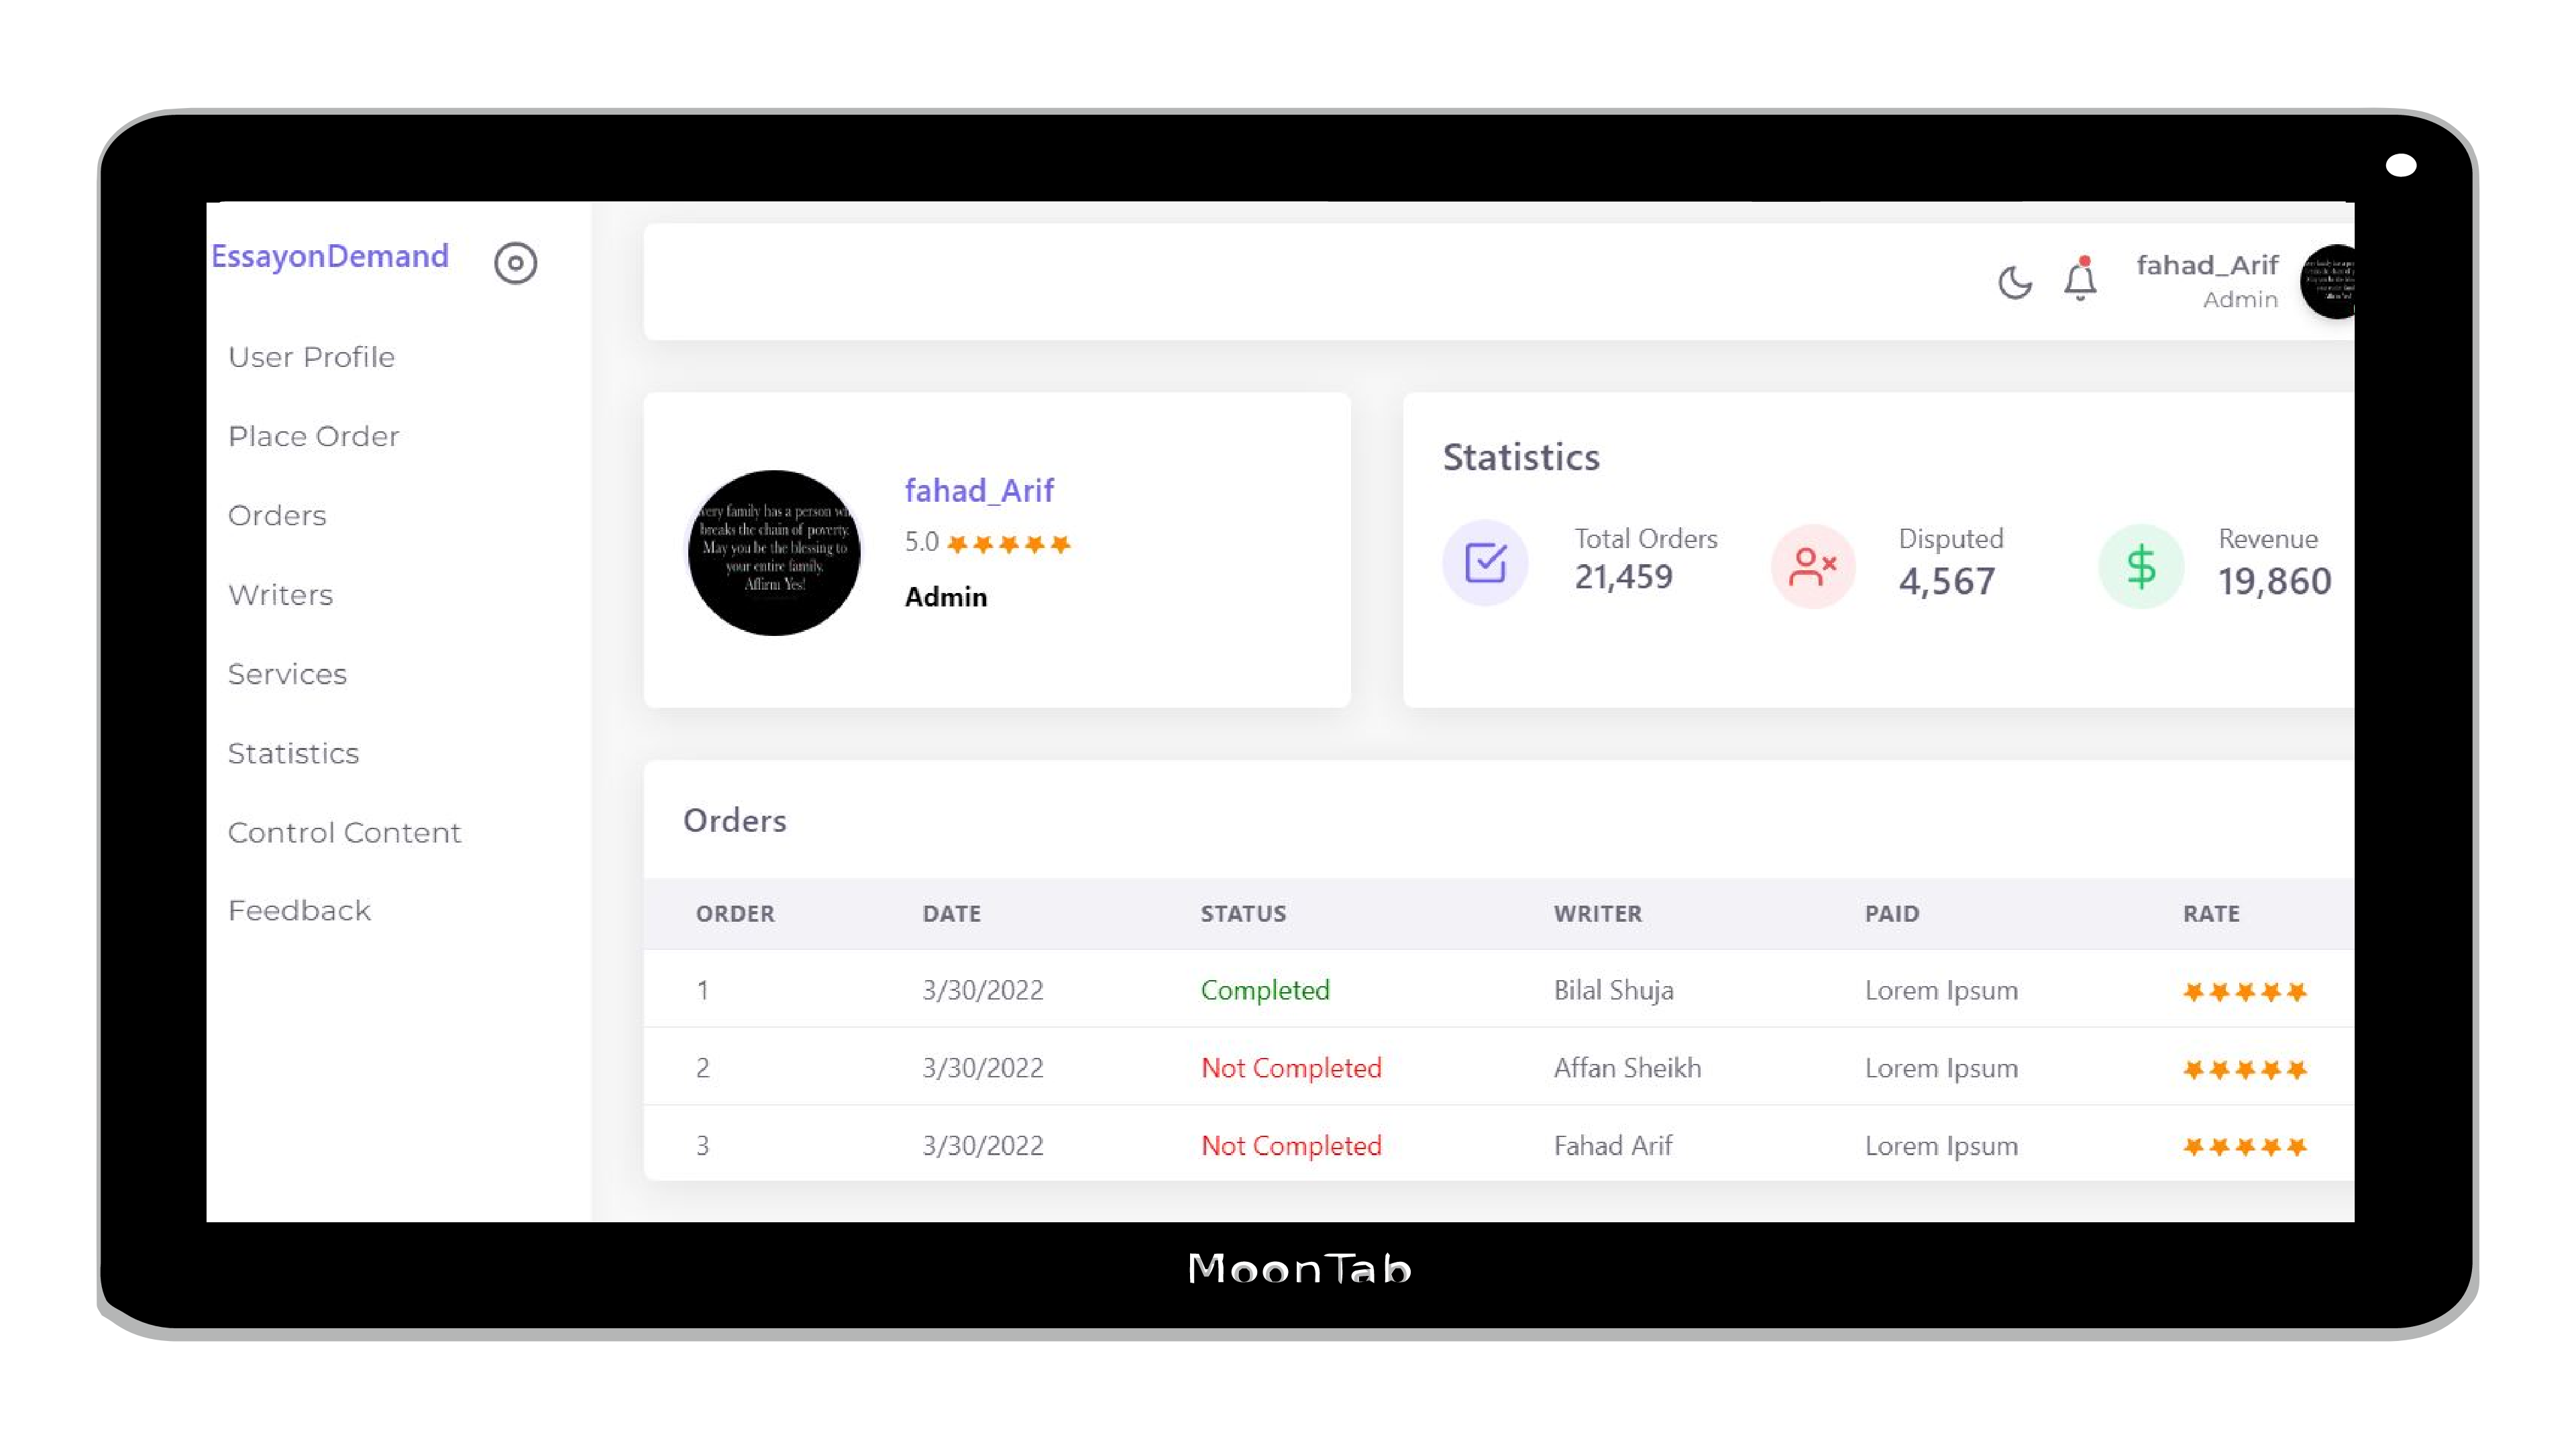 EssayonDemand
User Profile
Place Order
Orders
Writers
Services
Statistics
Control Content
Feedback
fahad_Arif
Admin
very family has a person
breaks the chain of poverty.
May you be the blessing to
your entire family.
Affirm Yes!
fahad_Arif
5.0
Admin
Statistics
Total Orders
21,459
Disputed
4,567
Revenue
19,860
Orders
ORDER DATE STATUS WRITER PAID RATE
1 3/30/2022 Completed Bilal Shuja Lorem Ipsum
2 3/30/2022 Not Completed Affan Sheikh Lorem Ipsum
3 3/30/2022 Not Completed Fahad Arif Lorem Ipsum
MoonTab